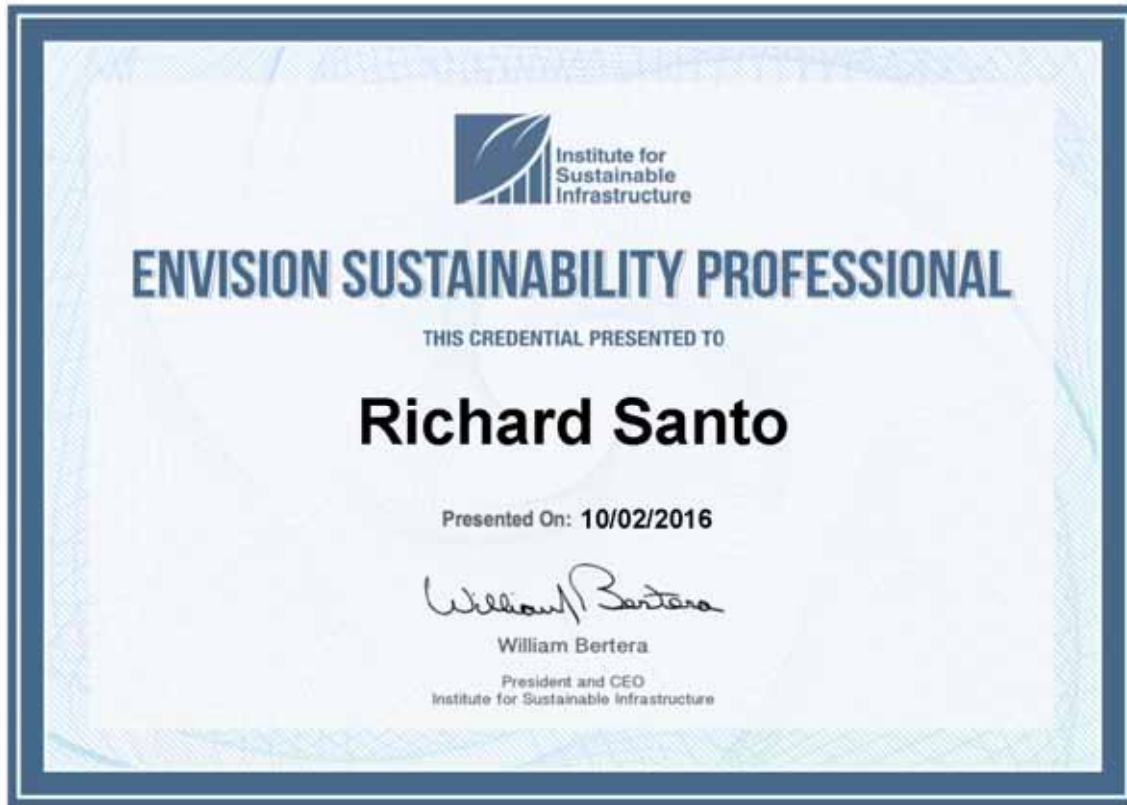 Institute for
Sustainable
Infrastructure
ENVISION SUSTAINABILITY PROFESSIONAL
THIS CREDENTIAL PRESENTED TO
Richard Santo
Presented On: 10/02/2016
William J Bertera
William Bertera
President and CEO
Institute for Sustainable Infrastructure